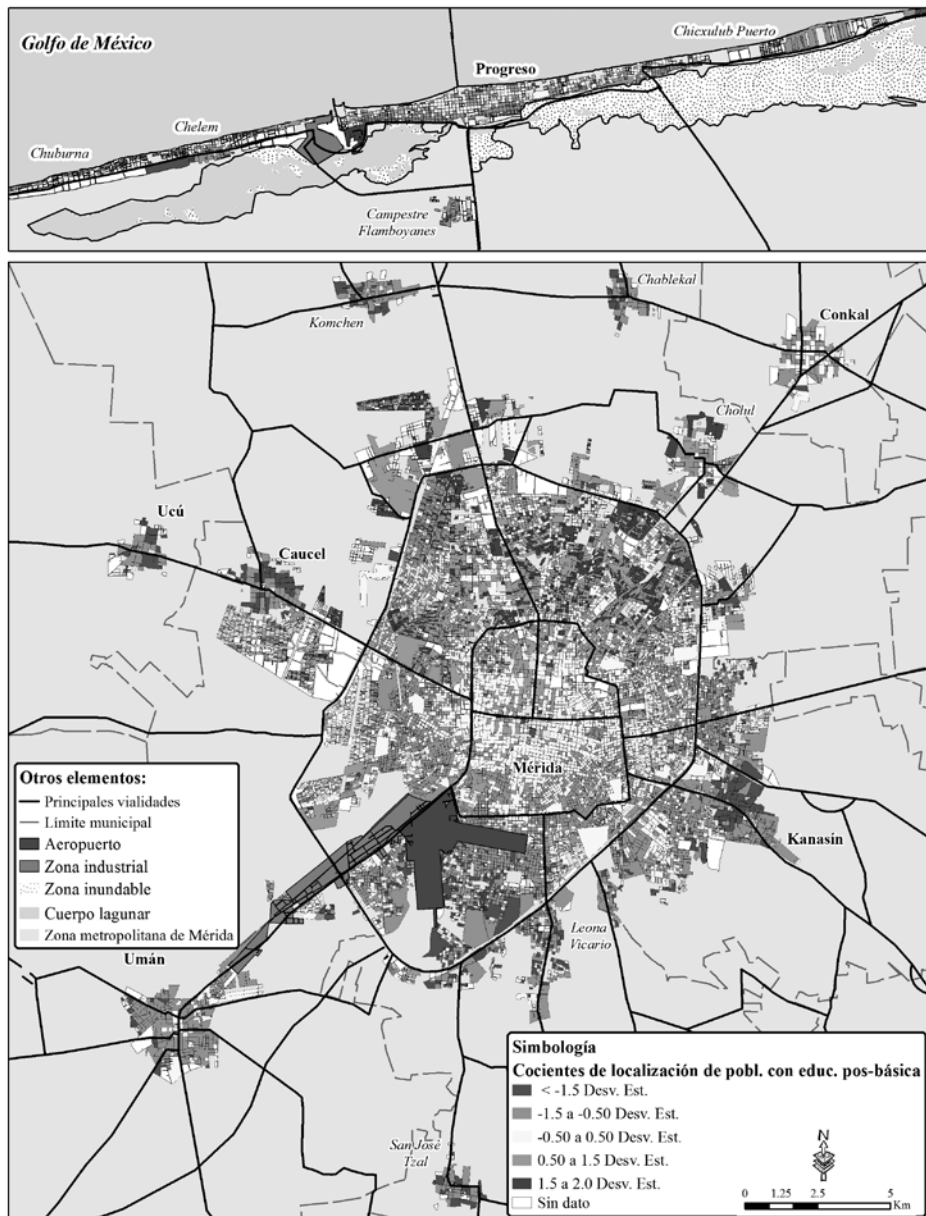 Golfo de México
Chicxulub Puerto
Progreso
Chelem
Chuburna
Campestre
Flamboyanes
Chablekal
Komchen
Conkal
Cholul
Ucú
Caucel
Mérida
Kanasín
Leona
Vicario
Umán
San José
Tzal
Otros elementos:
Principales vialidades
Límite municipal
Aeropuerto
Zona industrial
Zona inundable
Cuerpo lagunar
Zona metropolitana de Mérida
Simbología
Cocientes de localización de pobl. con educ. pos-básica
< -1.5 Desv. Est.
-1.5 a -0.50 Desv. Est.
-0.50 a 0.50 Desv. Est.
0.50 a 1.5 Desv. Est.
1.5 a 2.0 Desv. Est.
Sin dato
N
0 1.25 2.5 5
Km